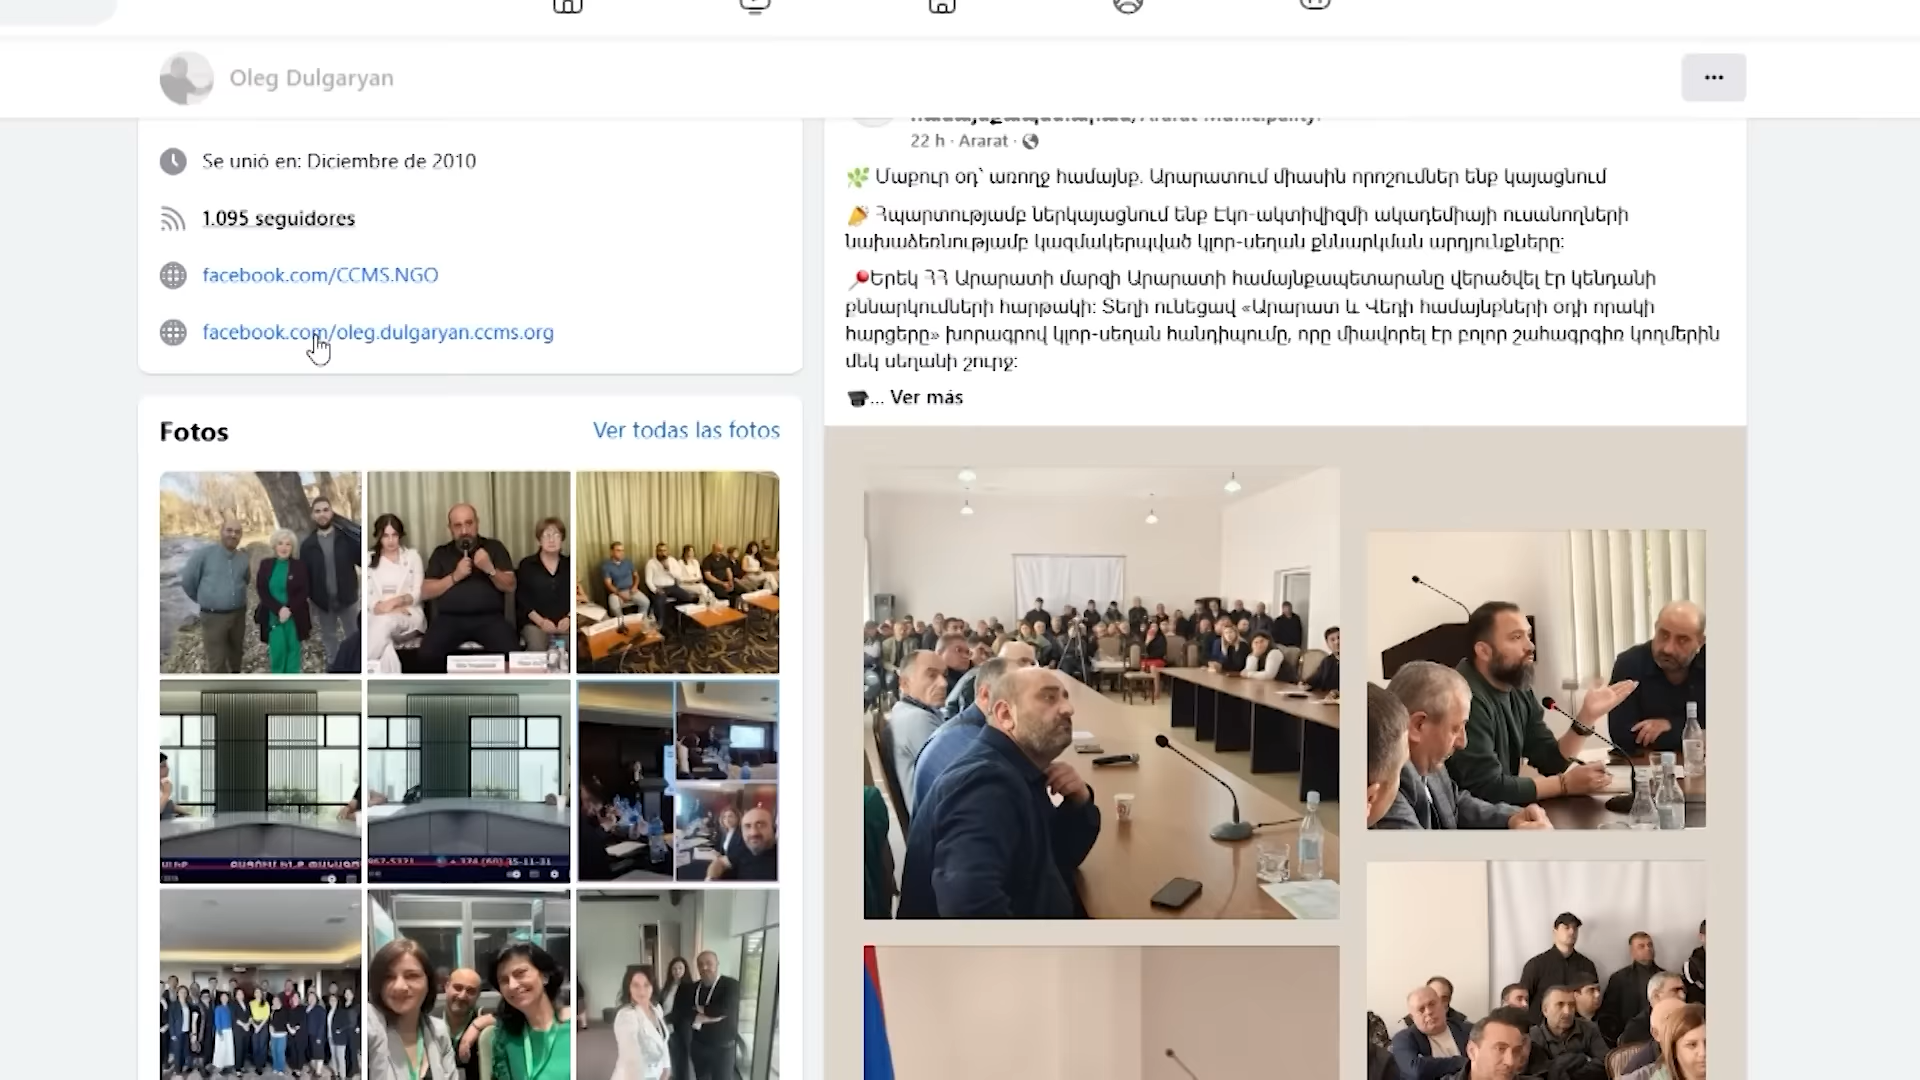 Oleg Dulgaryan
Se unió en: Diciembre de 2010
1.095 seguidores
facebook.com/CCMS.NGO
facebook.com/oleg.dulgaryan.ccms.org
Fotos
Ver todas las fotos
համայնքապետարան/Ararat Municipality.
22 h · Ararat ·
Մաքուր օդ՝ առողջ համայնք. Արարատում միասին որոշումներ ենք կայացնում
Հպարտությամբ ներկայացնում ենք Էկո-ակտիվիզմի ակադեմիայի ուսանողների
նախաձեռնությամբ կազմակերպված կլոր-սեղան քննարկման արդյունքները:
Երեկ ՀՀ Արարատի մարզի Արարատի համայնքապետարանը վերածվել էր կենդանի
քննարկումների հարթակի: Տեղի ունեցավ «Արարատ և Վեդի համայնքների օդի որակի
հարցերը» խորագրով կլոր-սեղան հանդիպումը, որը միավորել էր բոլոր շահագրգիռ կողմերին
մեկ սեղանի շուրջ:
... Ver más